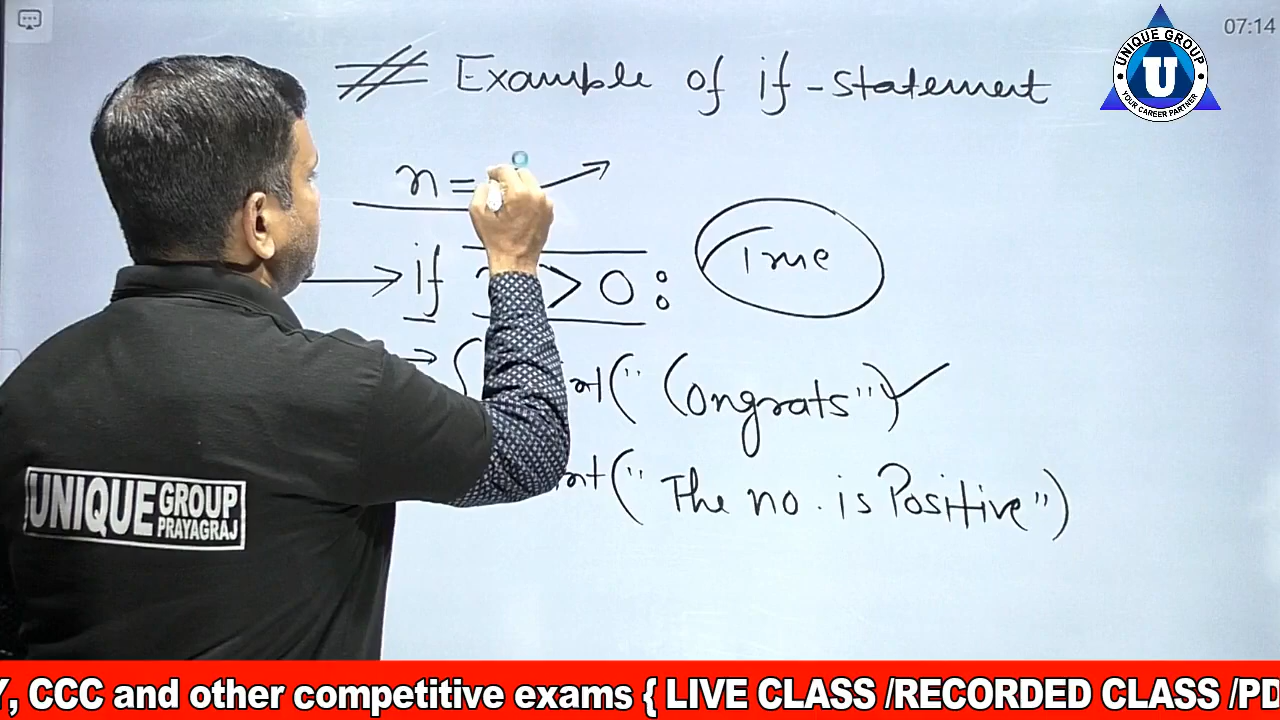 07:14
UNIQUE GROUP
U
YOUR CAREER PARTNER
Example of if-statement
n=
if > 0:
True
("Congrats")
("The no. is Positive")
UNIQUE GROUP
PRAYAGRAJ
CCC and other competitive exams { LIVE CLASS /RECORDED CLASS /PD